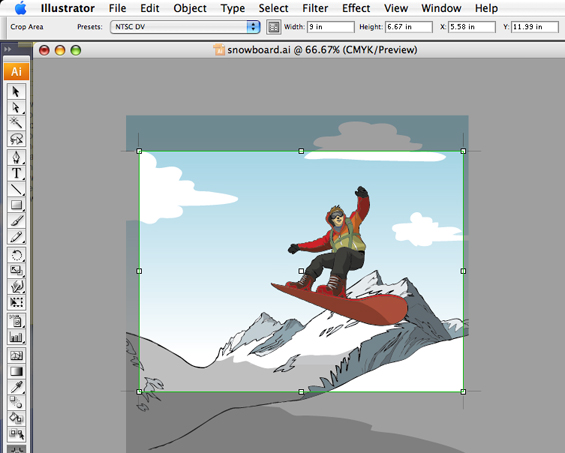 Illustrator File Edit Object Type Select Filter Effect View Window Help
Crop Area Presets: NTSC DV Width: 9 in Height: 6.67 in X: 5.58 in Y: 11.99 in
snowboard.ai @ 66.67% (CMYK/Preview)
Ai
T